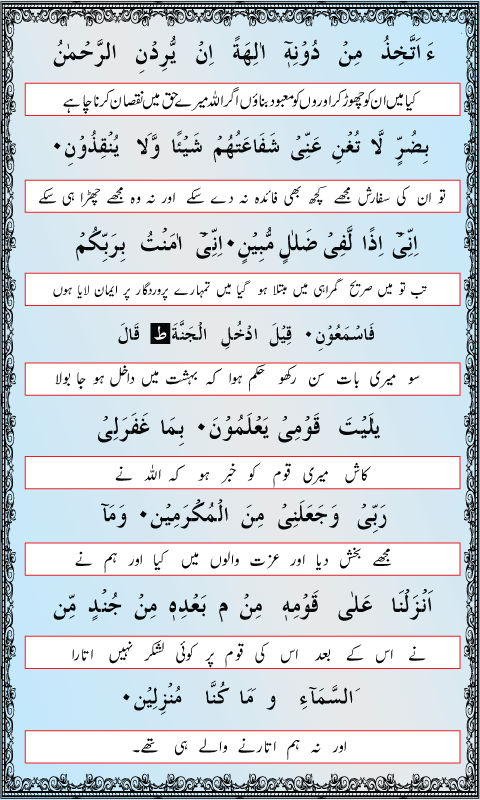 ءَ اَتَّخِذُ مِنْ دُوْنِهٖٓ اٰلِهَةً اِنْ يُّرِدْنِ الرَّحْمٰنُ
کیا میں ان کو چھوڑ کر اوروں کو معبود بناؤں اگر اللہ میرے حق میں نقصان کرنا چاہے
بِضُرٍّ لَّا تُغْنِ عَنِّىْ شَفَاعَتُهُمْ شَيْـًٔا وَّلَا يُنْقِذُوْنِ۰
تو ان کی سفارش مجھے کچھ بھی فائدہ نہ دے سکے اور نہ وہ مجھے چھڑا ہی سکے
اِنِّىْٓ اِذًا لَّفِىْ ضَلٰلٍ مُّبِيْنٍ۰اِنِّىْٓ اٰمَنْتُ بِرَبِّكُمْ
تب تو میں صریح گمراہی میں مبتلا ہو گیا میں تمہارے پروردگار پر ایمان لایا ہوں
فَاسْمَعُوْنِ۰ قِيْلَ ادْخُلِ الْجَنَّةَ ط قَالَ
سو میری بات سن رکھو حکم ہوا کہ بہشت میں داخل ہو جا بولا
يٰلَيْتَ قَوْمِىْ يَعْلَمُوْنَ۰ بِمَا غَفَرَلِىْ
کاش میری قوم کو خبر ہو کہ اللہ نے
رَبِّىْ وَجَعَلَنِىْ مِنَ الْمُكْرَمِيْنَ۰ وَمَآ
مجھے بخش دیا اور عزت والوں میں کیا اور ہم نے
اَنْزَلْنَا عَلٰى قَوْمِهٖ مِنْ م بَعْدِهٖ مِنْ جُنْدٍ مِّنَ
نے اس کے بعد اس کی قوم پر کوئی لشکر نہیں اتارا
السَّمَآءِ وَ مَا كُنَّا مُنْزِلِيْنَ۰
اور نہ ہم اتارنے والے ہی تھے۔